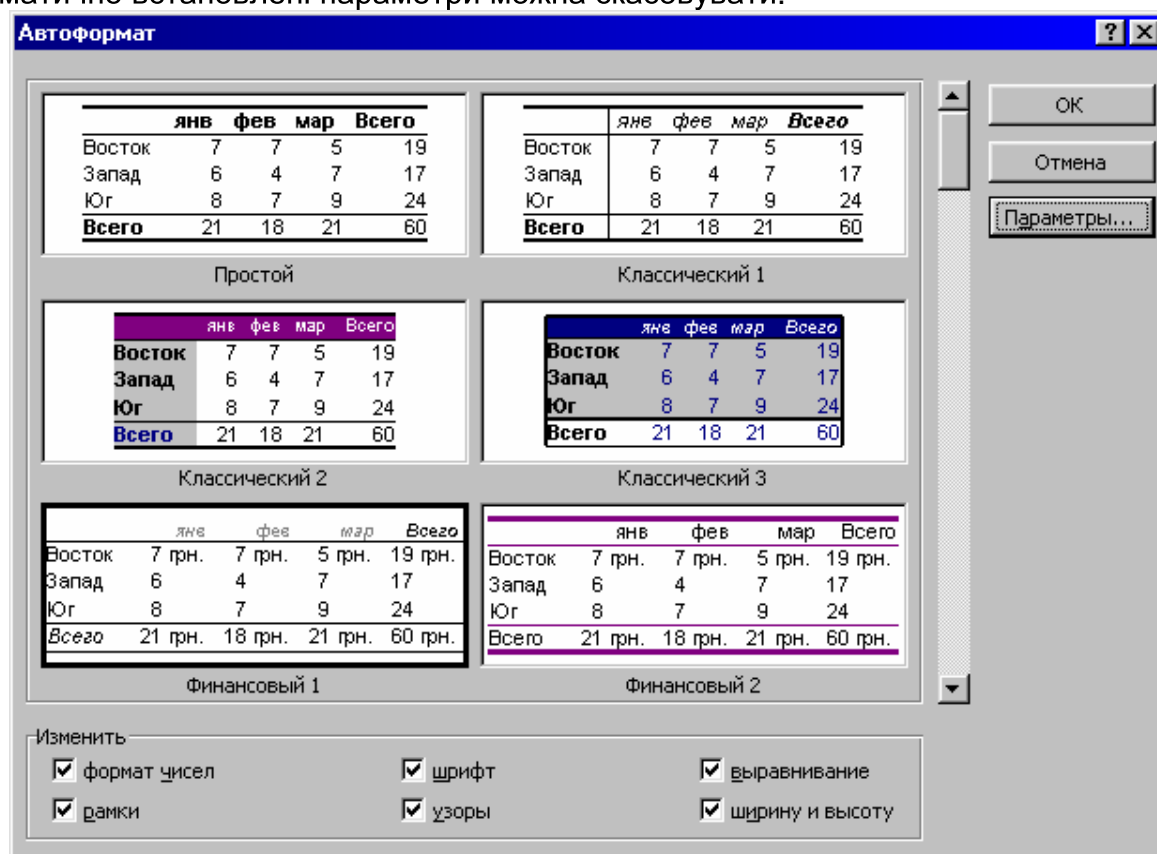 матично встановлені параметри можна скасовувати.
Автоформат
янв фев мар Всего
Восток 7 7 5 19
Запад 6 4 7 17
Юг 8 7 9 24
Всего 21 18 21 60
Простой
янв фев мар Всего
Восток 7 7 5 19
Запад 6 4 7 17
Юг 8 7 9 24
Всего 21 18 21 60
Классический 1
OK
Отмена
Параметры...
янв фев мар Всего
Восток 7 7 5 19
Запад 6 4 7 17
Юг 8 7 9 24
Всего 21 18 21 60
Классический 2
янв фев мар Всего
Восток 7 7 5 19
Запад 6 4 7 17
Юг 8 7 9 24
Всего 21 18 21 60
Классический 3
янв фев мар Всего
Восток 7 грн. 7 грн. 5 грн. 19 грн.
Запад 6 4 7 17
Юг 8 7 9 24
Всего 21 грн. 18 грн. 21 грн. 60 грн.
Финансовый 1
янв фев мар Всего
Восток 7 грн. 7 грн. 5 грн. 19 грн.
Запад 6 4 7 17
Юг 8 7 9 24
Всего 21 грн. 18 грн. 21 грн. 60 грн.
Финансовый 2
Изменить
формат чисел
шрифт
выравнивание
рамки
узоры
ширину и высоту